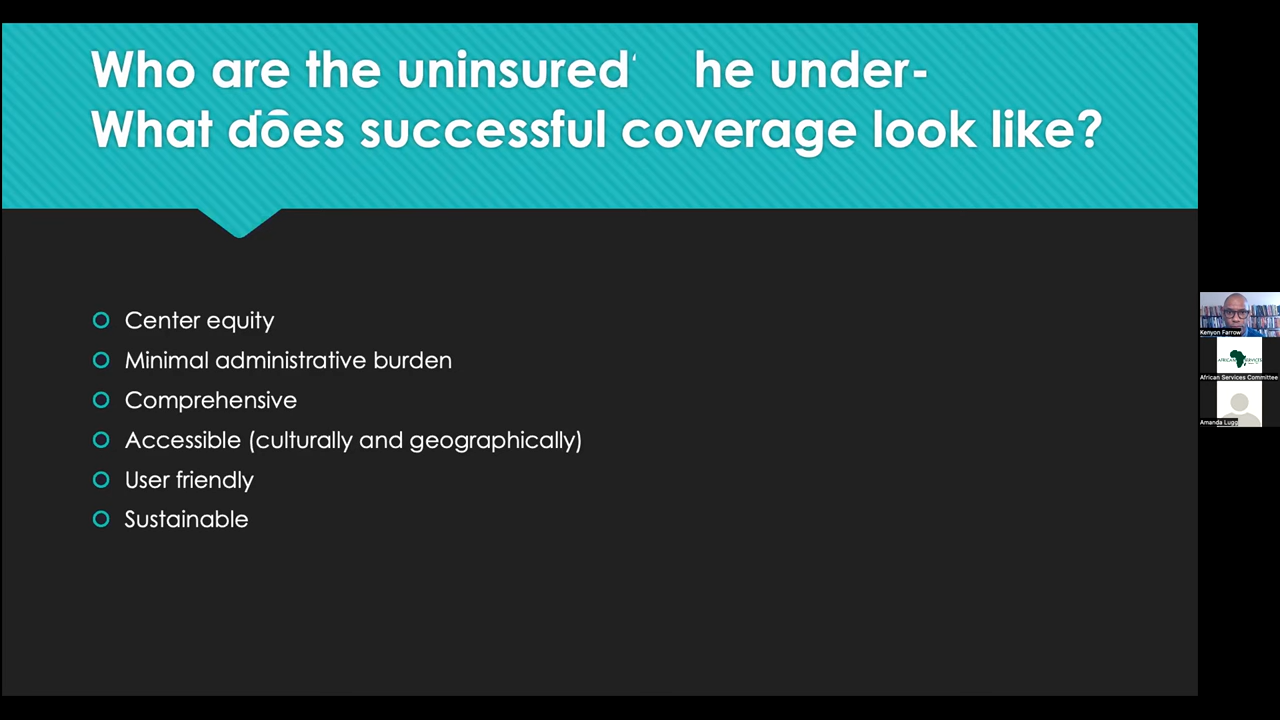 Who are the uninsured he under-
What does successful coverage look like?
Center equity
Minimal administrative burden
Comprehensive
Accessible (culturally and geographically)
User friendly
Sustainable
Kenyon Farrow
African Services Committee
Amanda Lugg